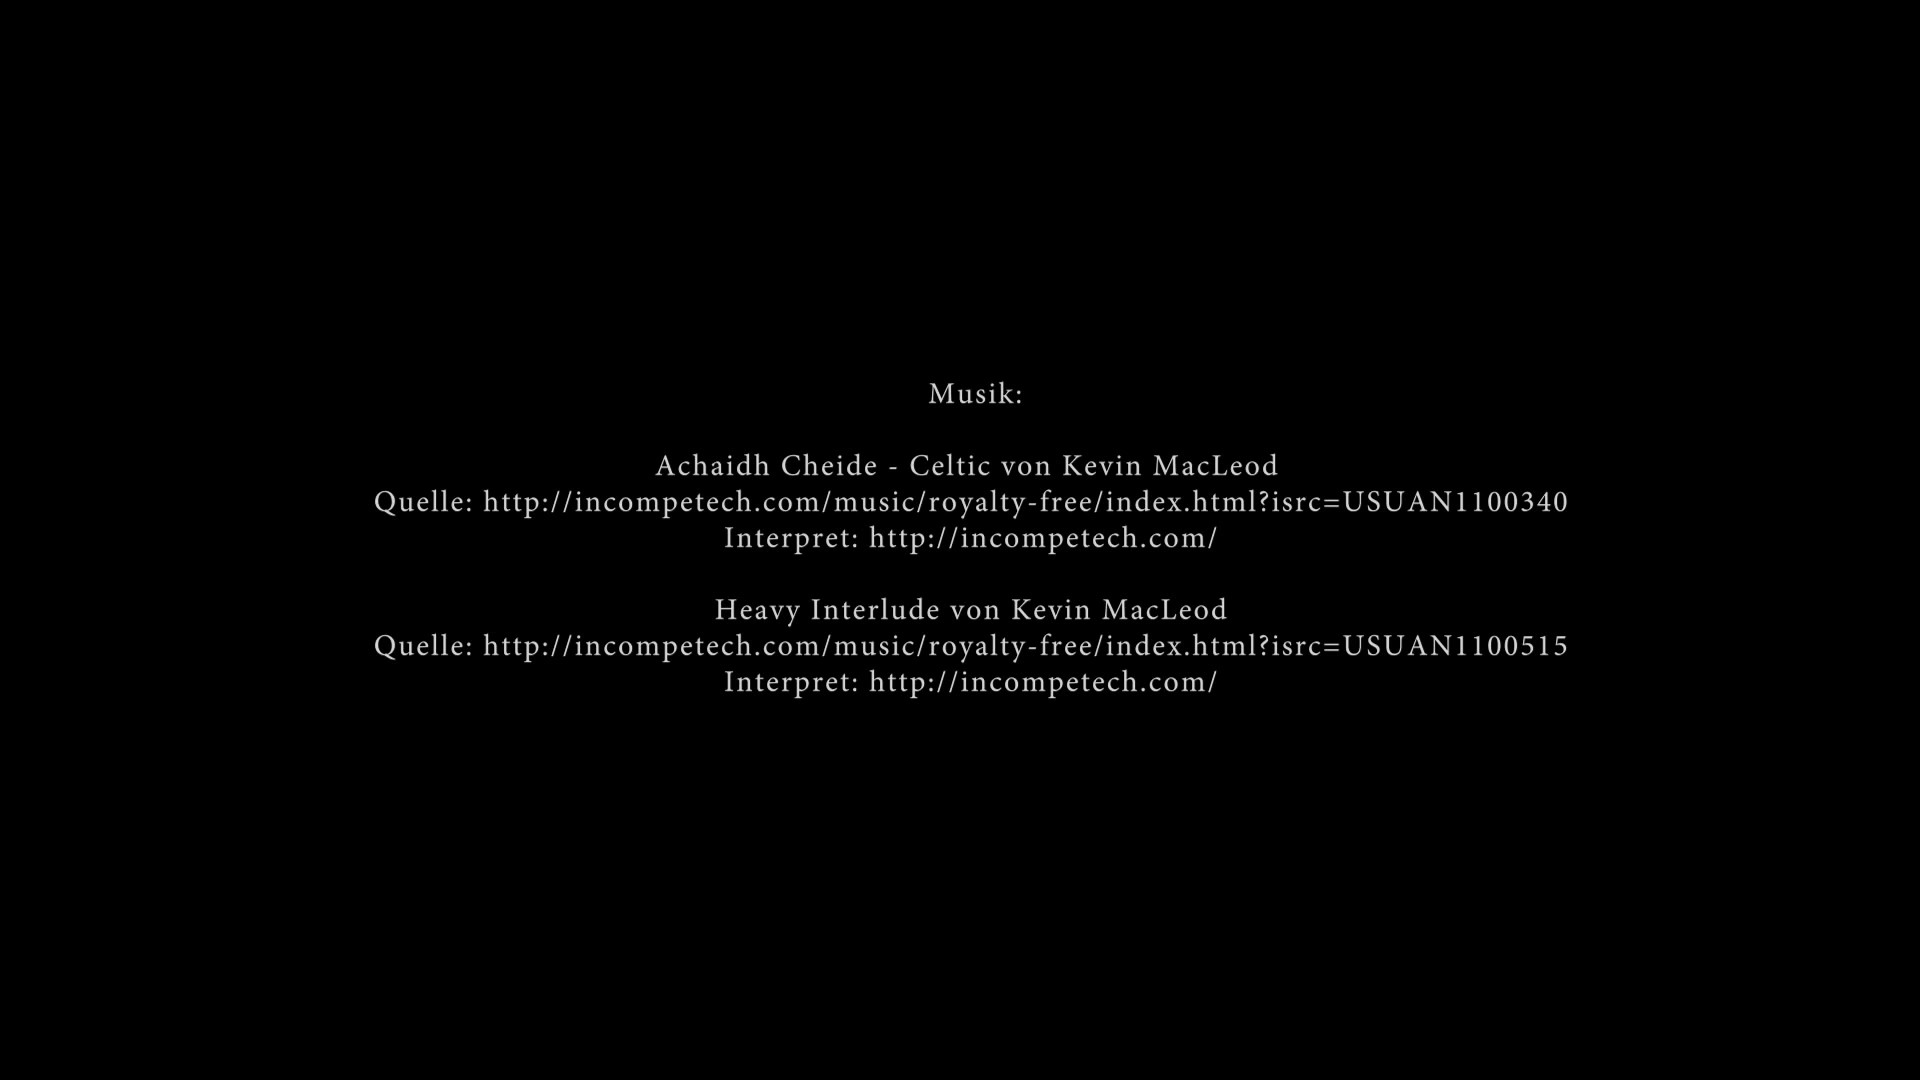 Musik:
Achaidh Cheide - Celtic von Kevin MacLeod
Quelle: http://incompetech.com/music/royalty-free/index.html?isrc=USUAN1100340
Interpret: http://incompetech.com/
Heavy Interlude von Kevin MacLeod
Quelle: http://incompetech.com/music/royalty-free/index.html?isrc=USUAN1100515
Interpret: http://incompetech.com/